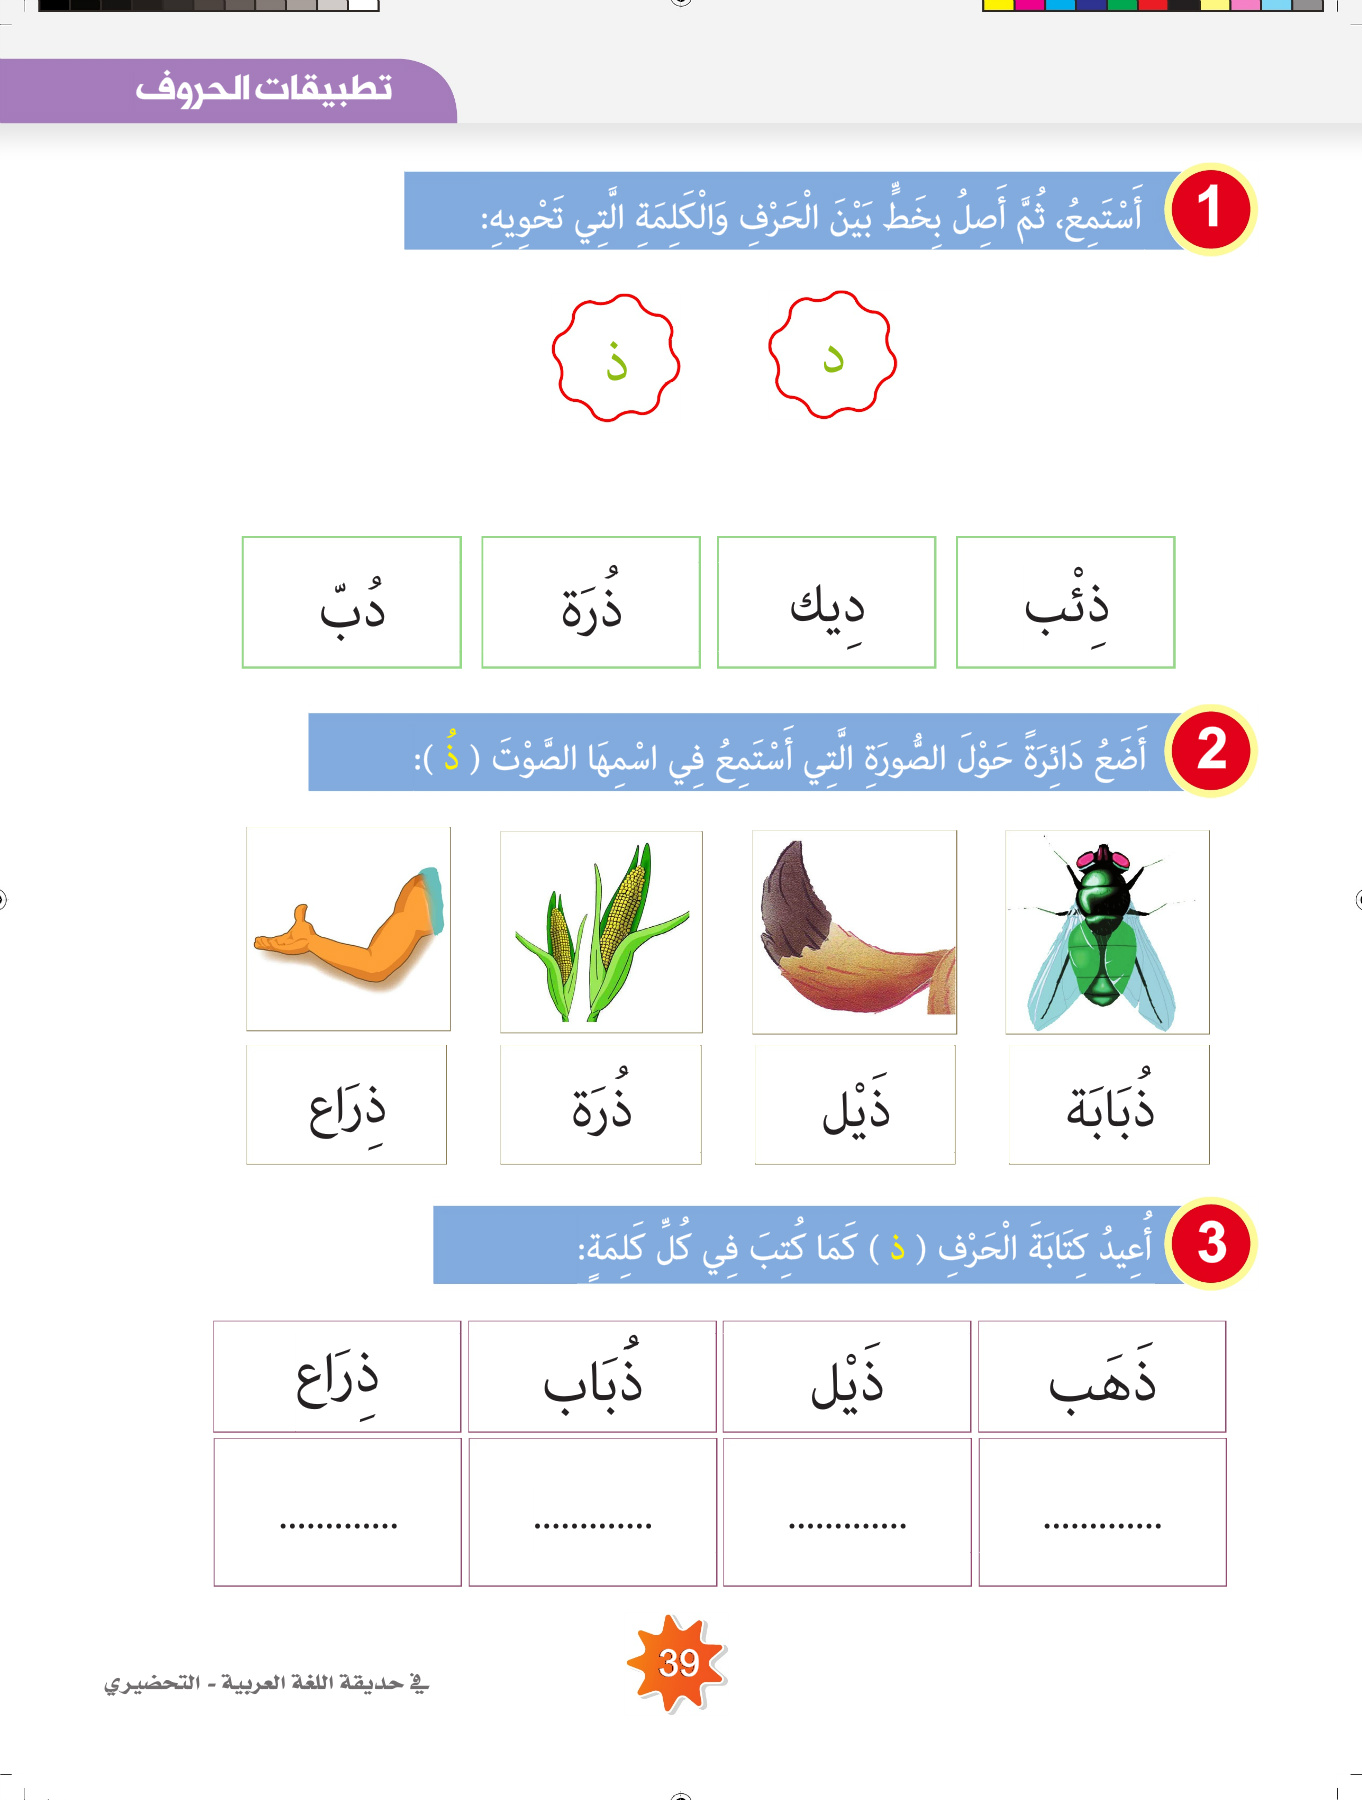 تطبيقات الحروف
1 أَسْتَمِعُ، ثُمَّ أَصِلُ بِخَطٍّ بَيْنَ الْحَرْفِ وَالْكَلِمَةِ الَّتِي تَحْوِيهِ:
د ذ
ذِئْب دِيك ذُرَة دُبّ
2 أَضَعُ دَائِرَةً حَوْلَ الصُّورَةِ الَّتِي أَسْتَمِعُ فِي اسْمِهَا الصَّوْتَ ( ذُ ):
ذُبَابَة ذَيْل ذُرَة ذِرَاع
3 أُعِيدُ كِتَابَةَ الْحَرْفِ ( ذ ) كَمَا كُتِبَ فِي كُلِّ كَلِمَةٍ:
ذَهَب ذَيْل ذُبَاب ذِرَاع
............. ............. ............. .............
39
في حديقة اللغة العربية - التحضيري